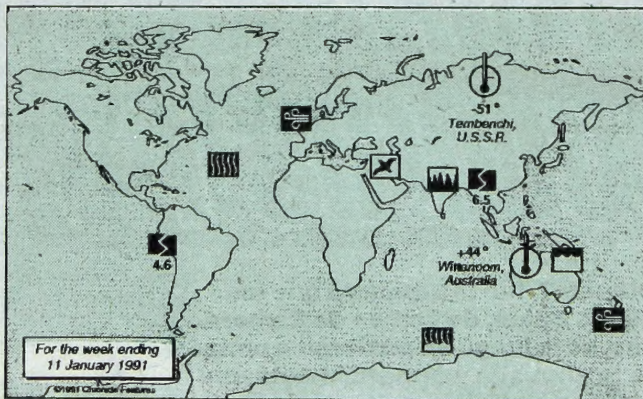 -51°
Tembenchi,
U.S.S.R.
6.5
+44°
Wittenoom,
Australia
4.6
For the week ending
11 January 1991
©1991 Chronicle Features